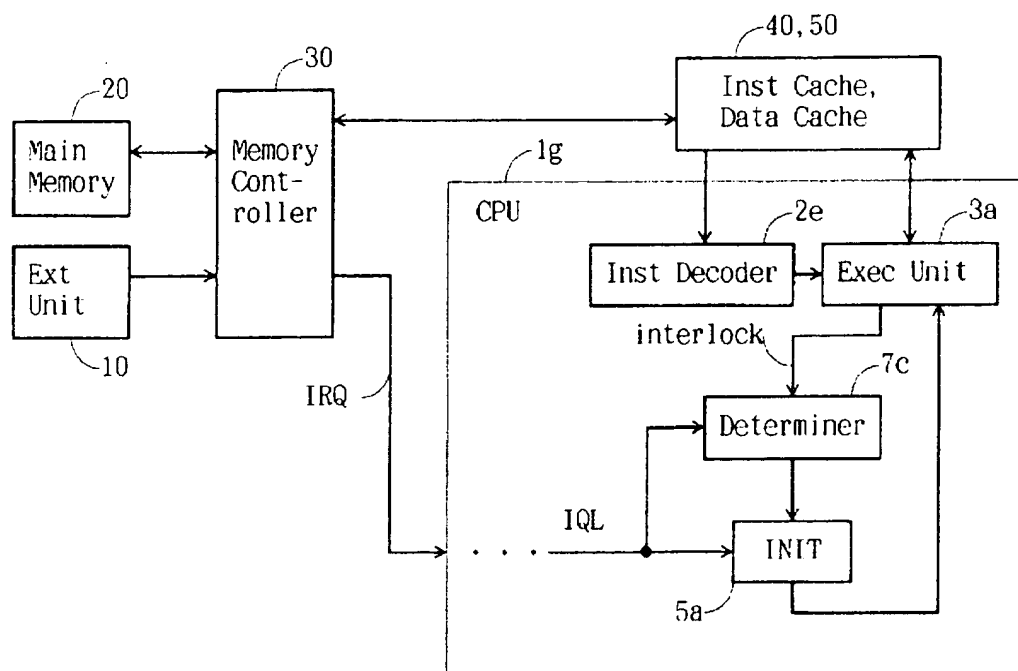 40,50
30
Inst Cache,
Data Cache
20
Main
Memory
Memory
Cont-
roller
1g
CPU
2e
3a
Ext
Unit
Inst Decoder
Exec Unit
10
interlock
7c
IRQ
Determiner
IQL
. . .
INIT
5a